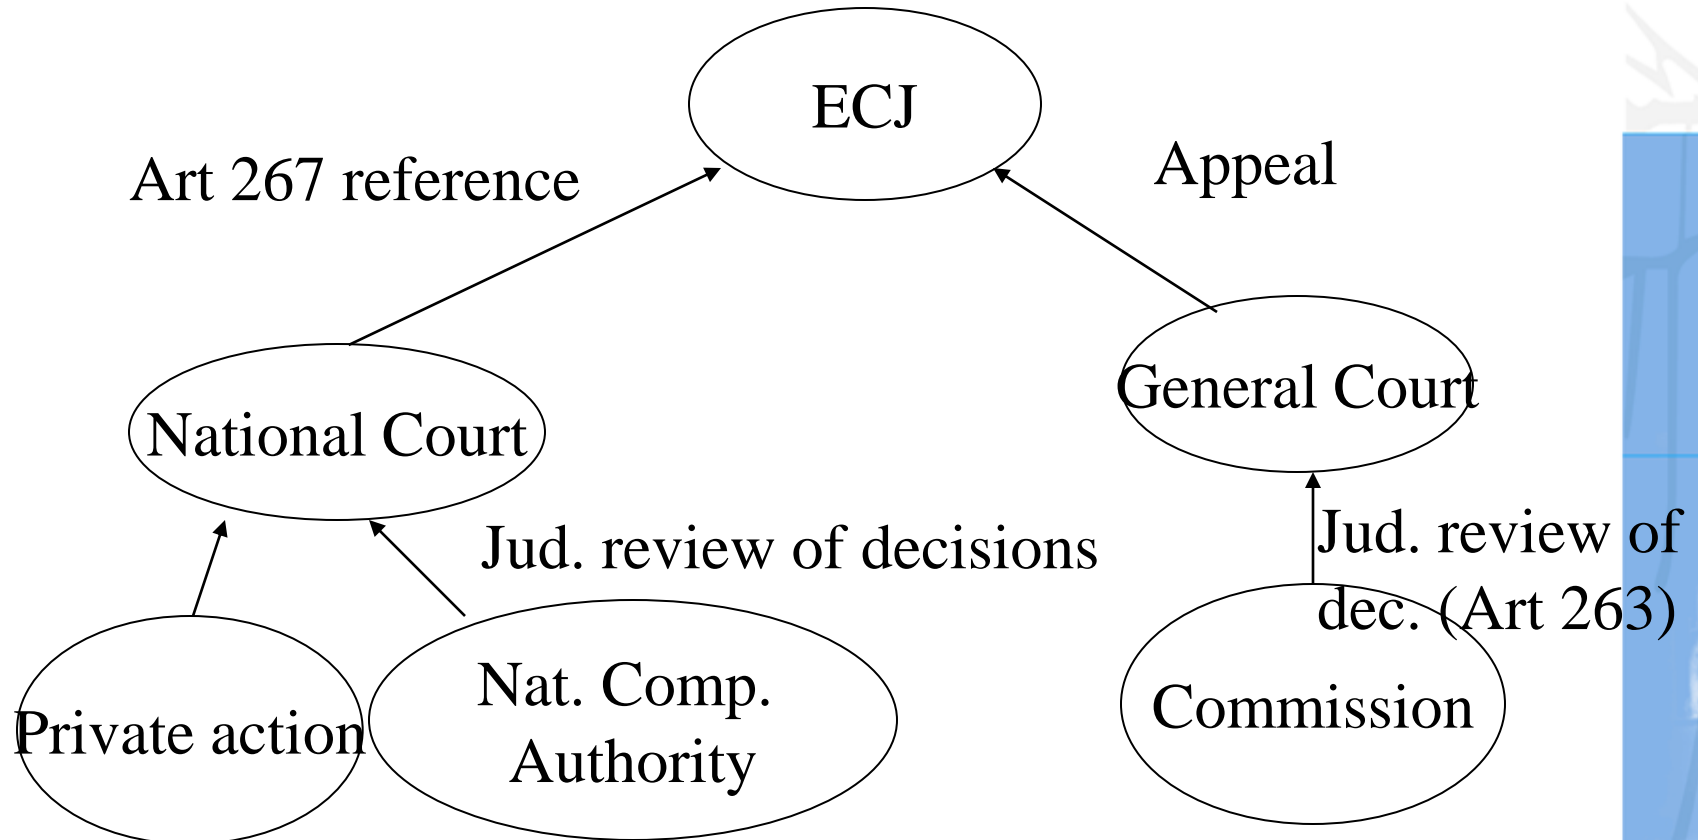 ECJ
Art 267 reference
Appeal
General Court
National Court
Jud. review of decisions
Jud. review of
dec. (Art 263)
Private action
Nat. Comp.
Authority
Commission